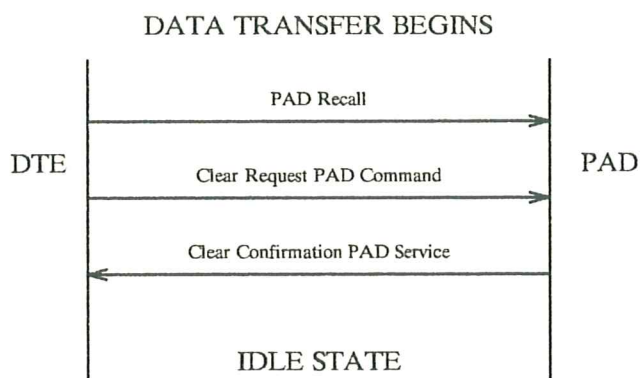 DATA TRANSFER BEGINS
PAD Recall
DTE
PAD
Clear Request PAD Command
Clear Confirmation PAD Service
IDLE STATE